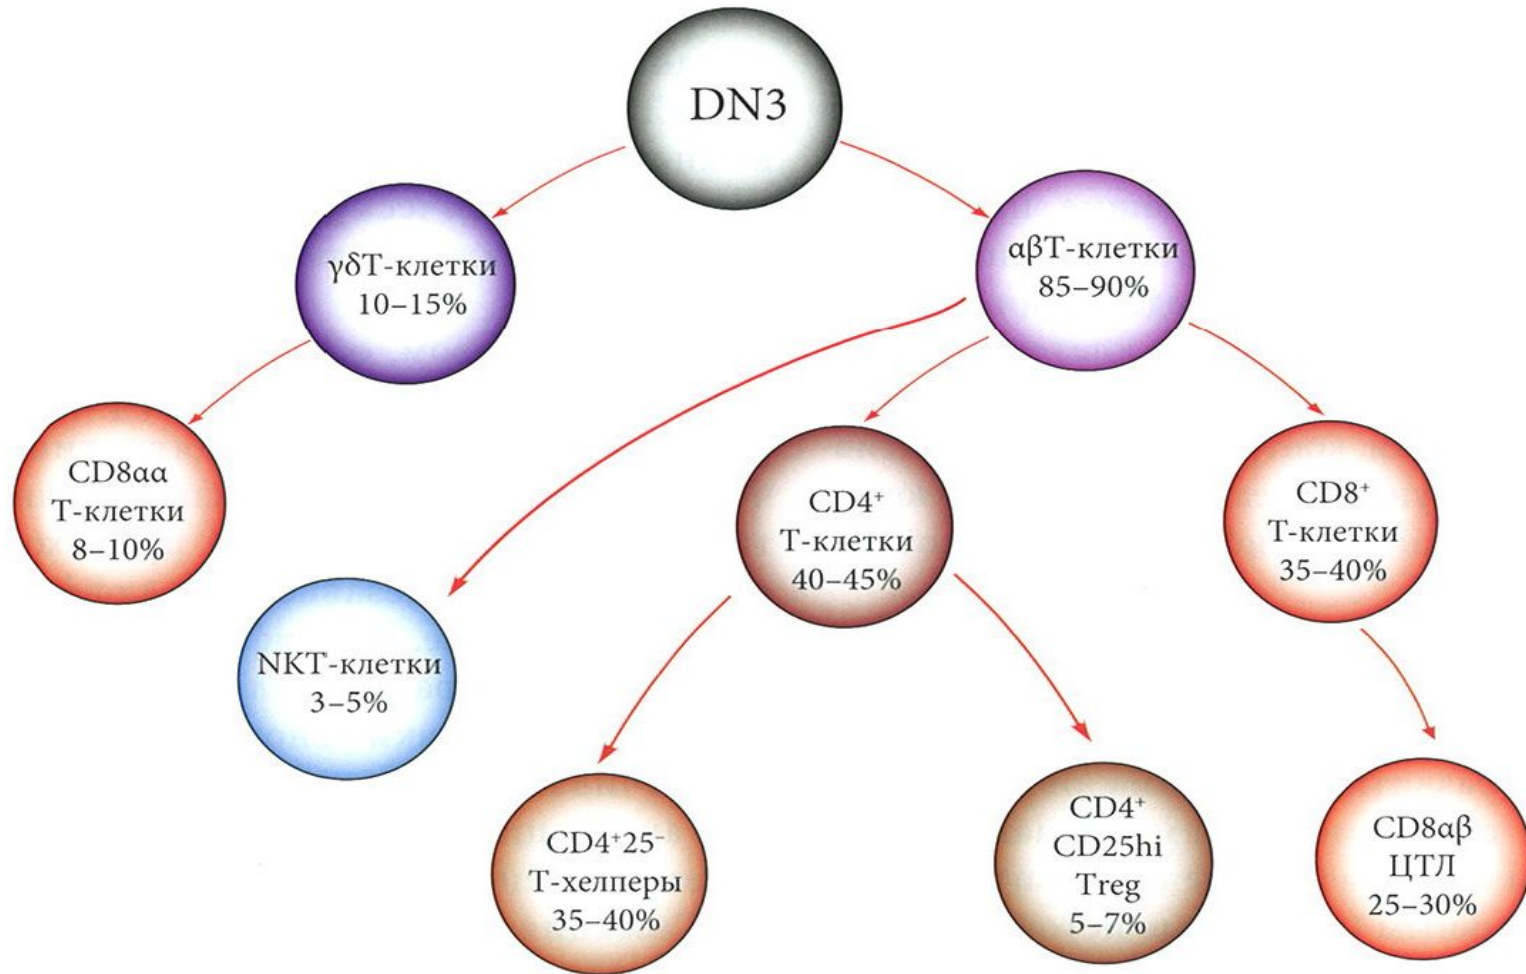 DN3
γδT-клетки
10–15%
αβT-клетки
85–90%
CD8αα
Т-клетки
8–10%
CD4⁺
Т-клетки
40–45%
CD8⁺
Т-клетки
35–40%
NKT-клетки
3–5%
CD4⁺25⁻
Т-хелперы
35–40%
CD4⁺
CD25hi
Treg
5–7%
CD8αβ
ЦТЛ
25–30%